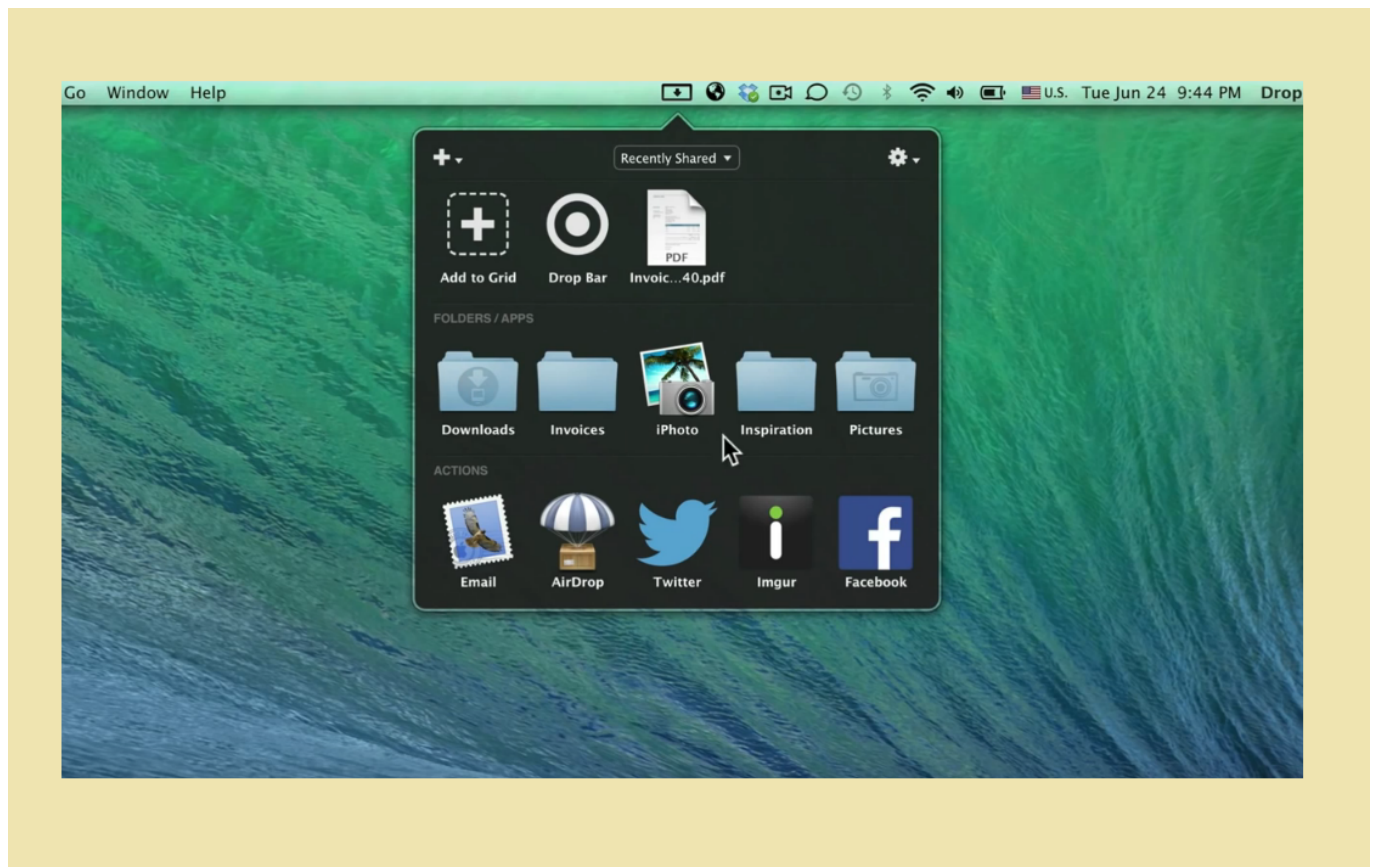 Go Window Help U.S. Tue Jun 24 9:44 PM Drop
Recently Shared
PDF
Add to Grid Drop Bar Invoic...40.pdf
FOLDERS / APPS
Downloads Invoices iPhoto Inspiration Pictures
ACTIONS
Email AirDrop Twitter Imgur Facebook